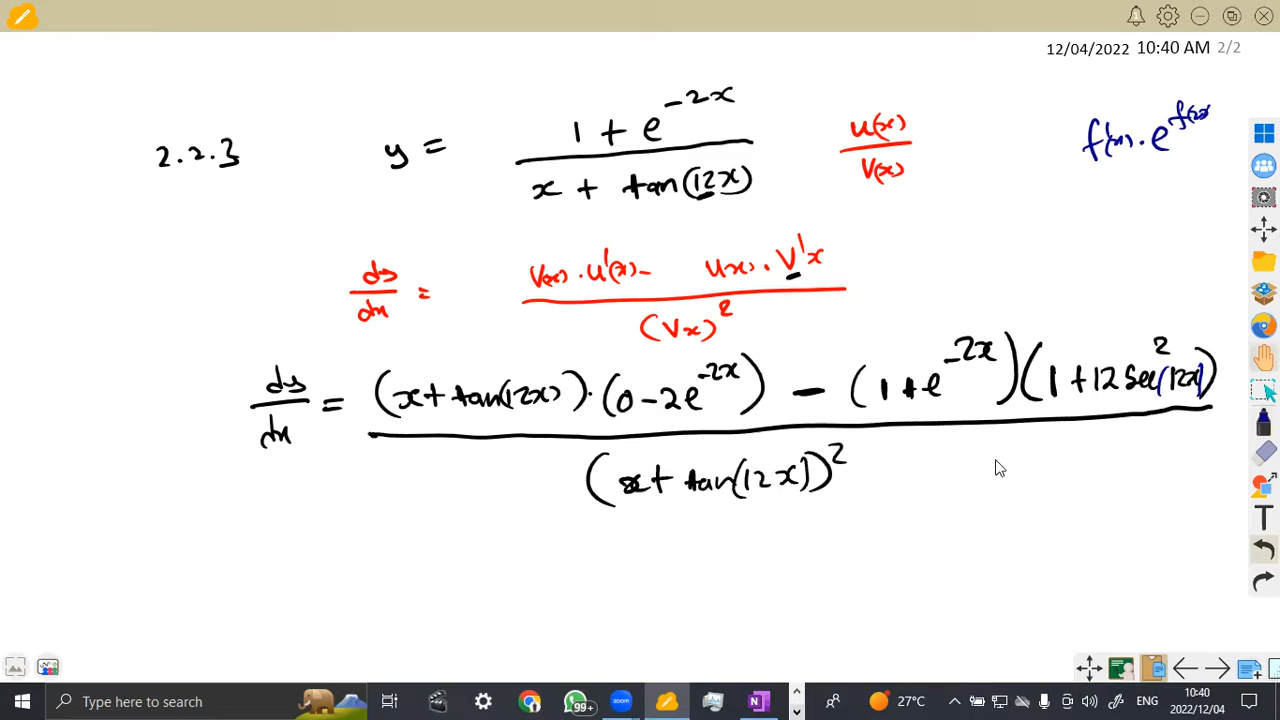 12/04/2022 10:40 AM 2/2
2.2.3 y = (1 + e^{-2x}) / (x + tan(12x)) u(x) / v(x) f'(x) . e^{f(x)}
dy/dx = (v(x) . u'(x) - u(x) . v'x) / (vx)^2
dy/dx = ((x + tan(12x)) . (0 - 2e^{-2x}) - (1 + e^{-2x})(1 + 12 sec^2(12x))) / (x + tan(12x))^2
T
Type here to search
99+
27°C
ENG
10:40
2022/12/04